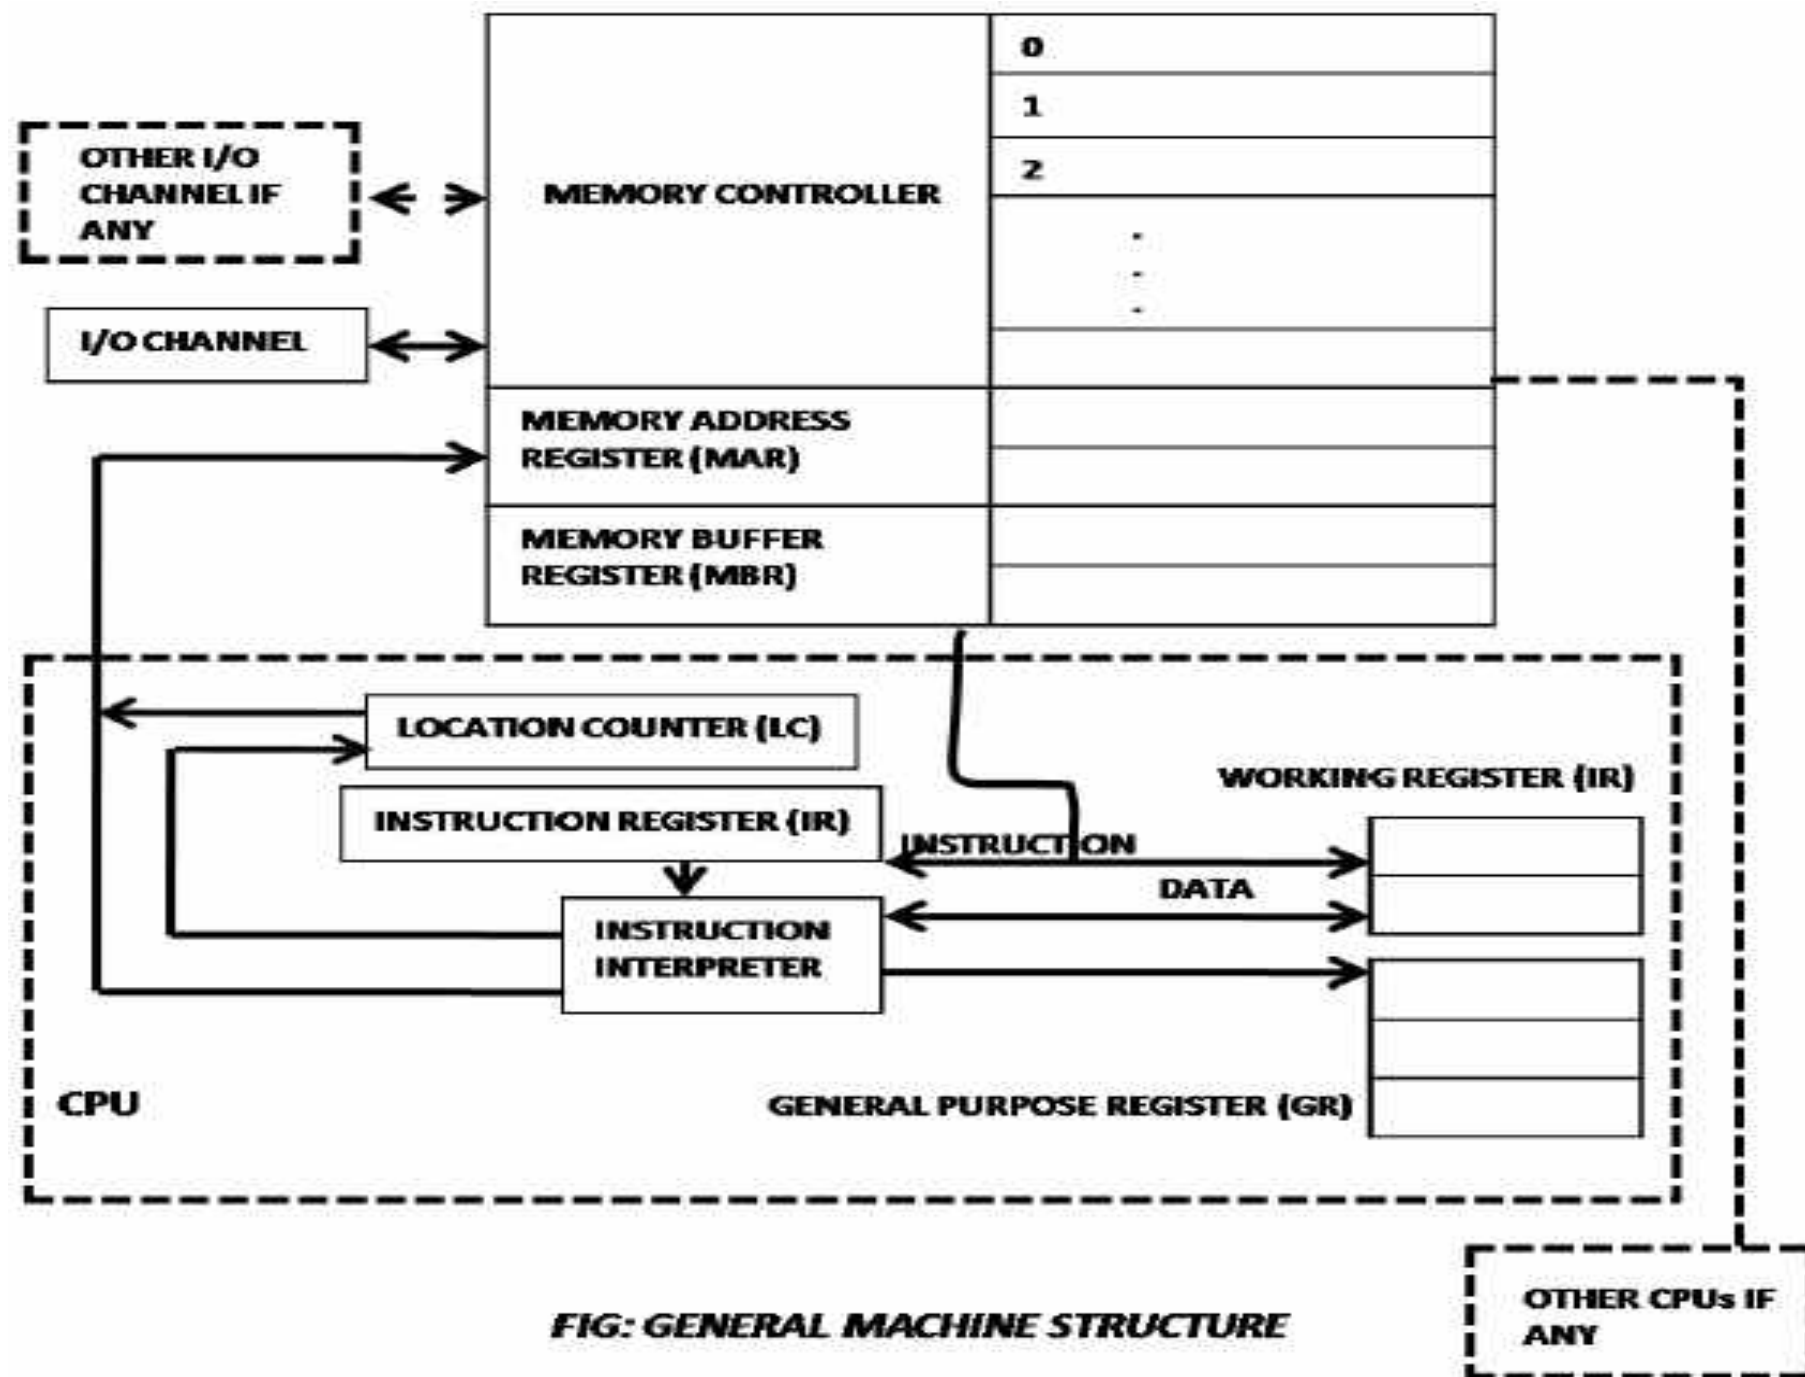 0
1
2
OTHER I/O
CHANNEL IF
ANY
MEMORY CONTROLLER
I/O CHANNEL
MEMORY ADDRESS
REGISTER (MAR)
MEMORY BUFFER
REGISTER (MBR)
LOCATION COUNTER (LC)
WORKING REGISTER (IR)
INSTRUCTION REGISTER (IR)
INSTRUCTION
DATA
INSTRUCTION
INTERPRETER
CPU
GENERAL PURPOSE REGISTER (GR)
OTHER CPUs IF
ANY
FIG: GENERAL MACHINE STRUCTURE